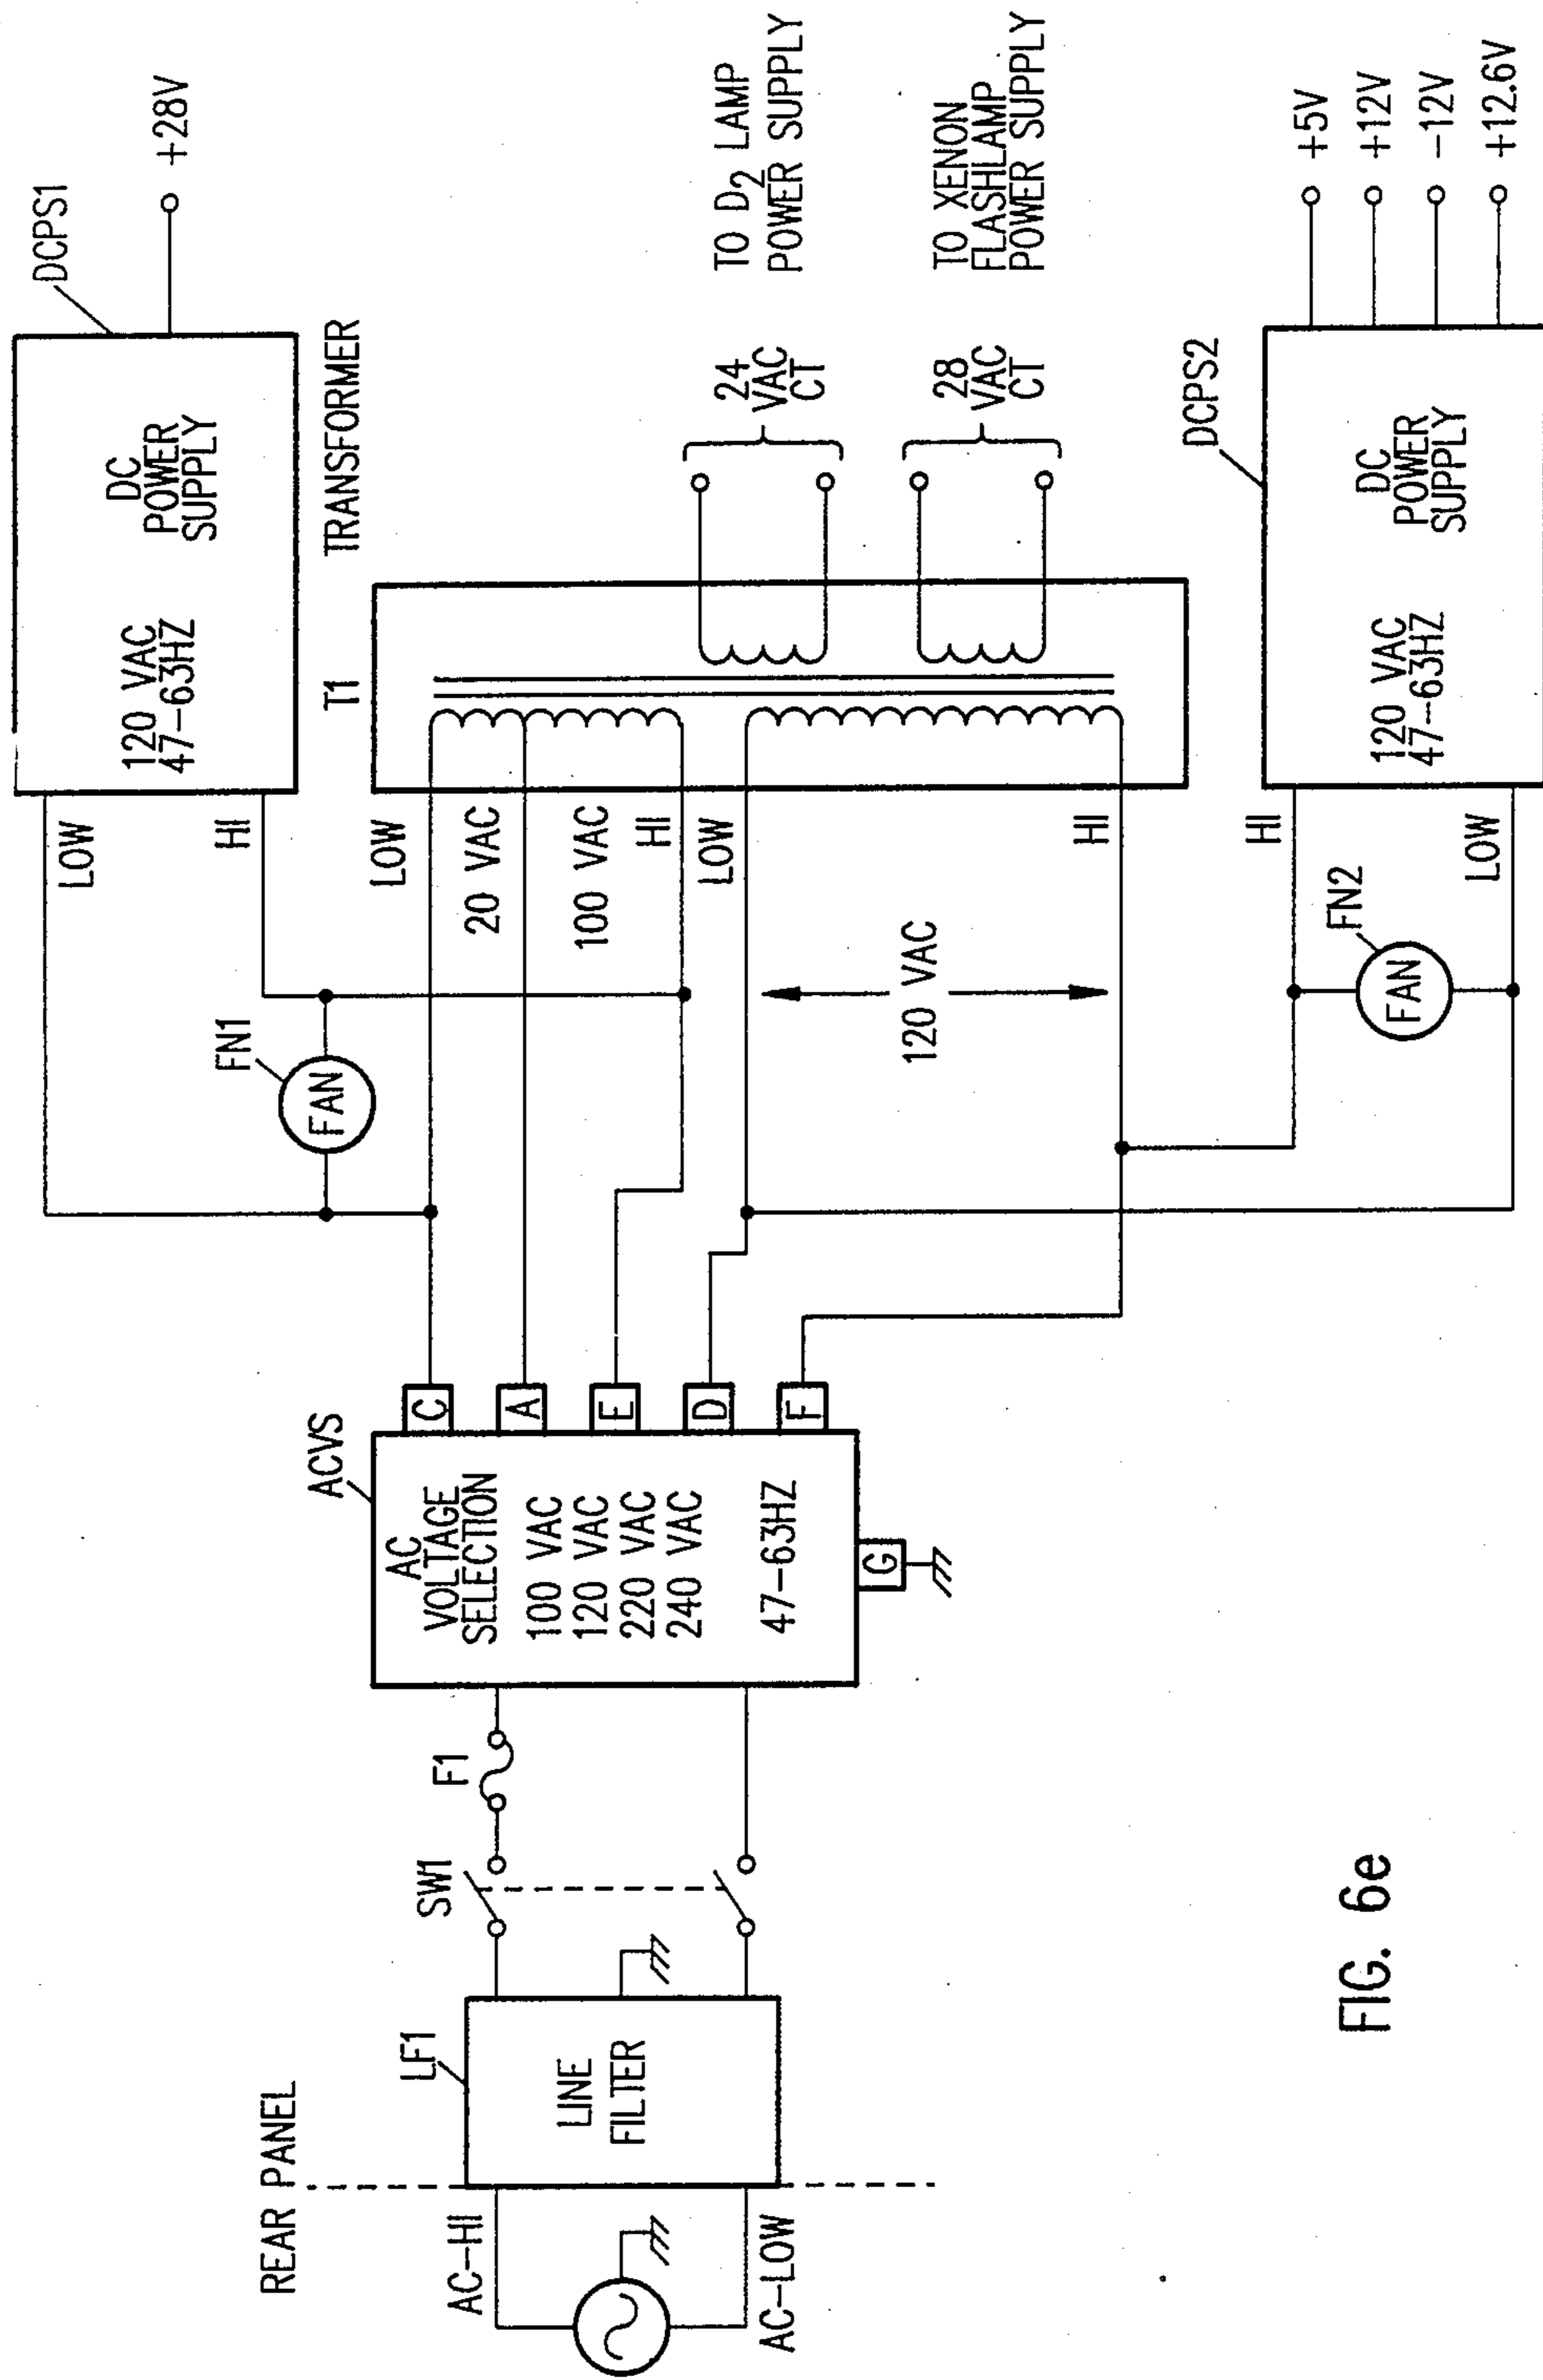 REAR PANEL
AC-HI
AC-LOW
LF1
LINE
FILTER
SW1
F1
ACVS
AC
VOLTAGE
SELECTION
100 VAC
120 VAC
220 VAC
240 VAC
47-63HZ
C
A
E
D
F
G
FN1
FAN
LOW
HI
120 VAC
47-63HZ
DC
POWER
SUPPLY
DCPS1
+28V
T1
TRANSFORMER
LOW
20 VAC
100 VAC
HI
LOW
120 VAC
HI
24
VAC
CT
TO D2 LAMP
POWER SUPPLY
28
VAC
CT
TO XENON
FLASHLAMP
POWER SUPPLY
FN2
FAN
HI
LOW
120 VAC
47-63HZ
DC
POWER
SUPPLY
DCPS2
+5V
+12V
-12V
+12.6V
FIG. 6e